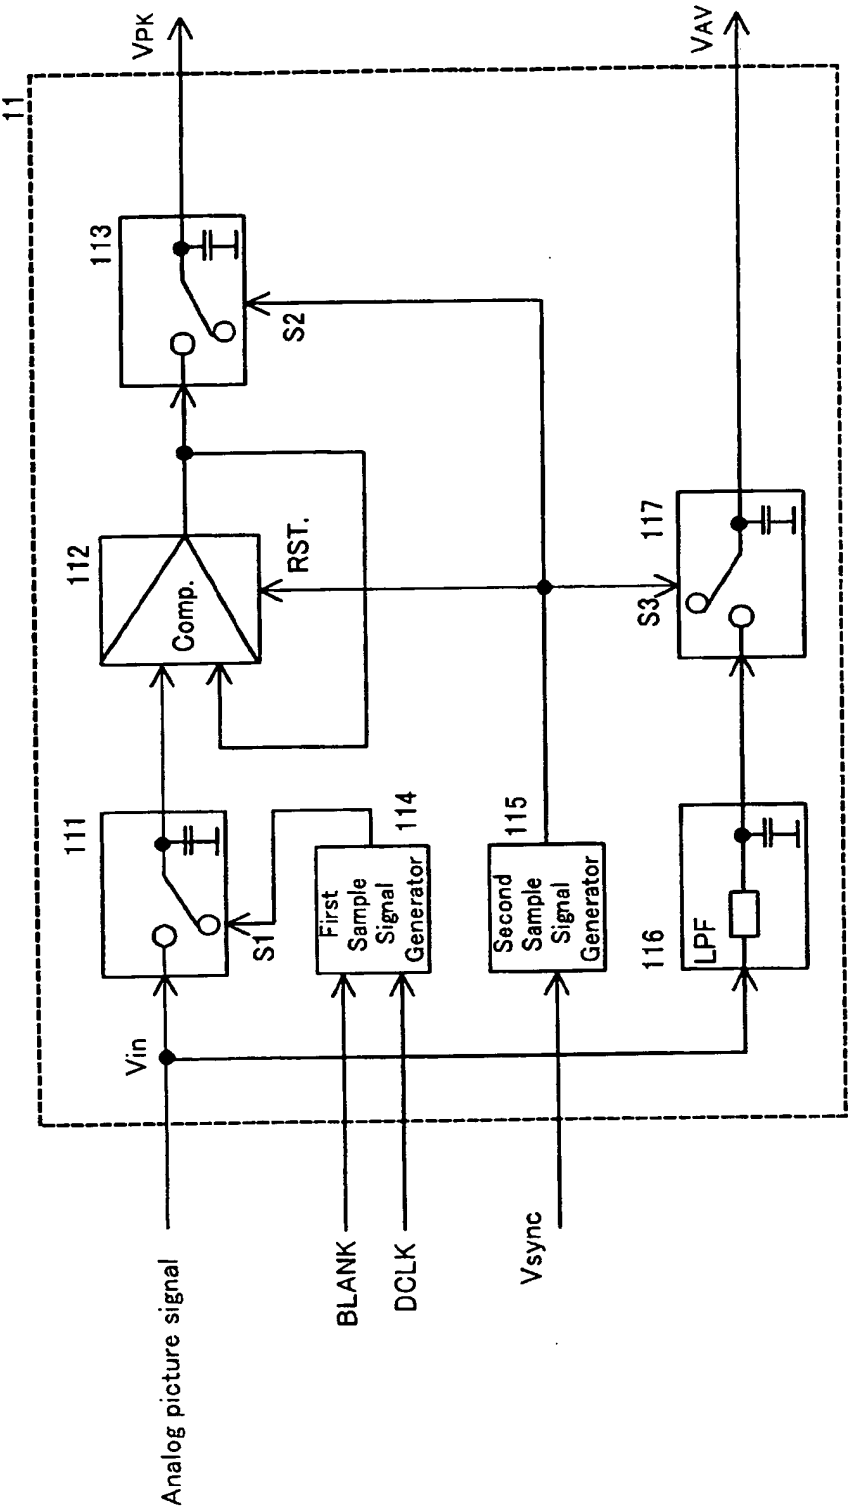 11
Analog picture signal
Vin
111
S1
112
Comp.
RST.
113
S2
VPK
BLANK
DCLK
First
Sample
Signal
Generator
114
Vsync
Second
Sample
Signal
Generator
115
116
LPF
117
S3
VAV